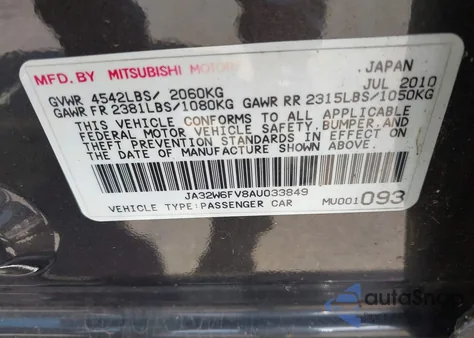 MFD. BY MITSUBISHI MOTORS JAPAN
GVWR 4542LBS/ 2060KG JUL 2010
GAWR FR 2381LBS/1080KG GAWR RR 2315LBS/1050KG
THIS VEHICLE CONFORMS TO ALL APPLICABLE
FEDERAL MOTOR VEHICLE SAFETY, BUMPER, AND
THEFT PREVENTION STANDARDS IN EFFECT ON
THE DATE OF MANUFACTURE SHOWN ABOVE.
JA32W6FV8AU033849
VEHICLE TYPE:PASSENGER CAR MU001093
autoSnap